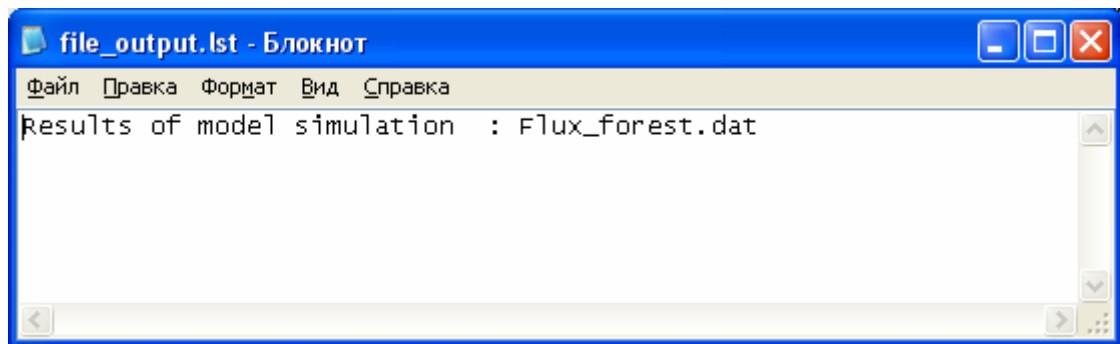 file_output.lst - Блокнот
Файл Правка Формат Вид Справка
Results of model simulation  : Flux_forest.dat